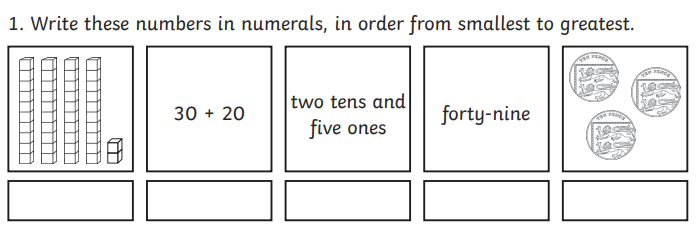 1. Write these numbers in numerals, in order from smallest to greatest.
30 + 20
two tens and
five ones
forty-nine
TEN PENCE
TEN PENCE
TEN PENCE